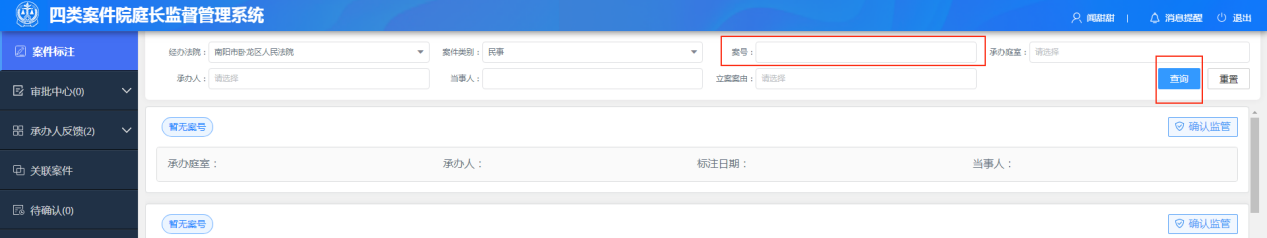 四类案件院庭长监督管理系统
闻甜甜 | 消息提醒 退出
案件标注
经办法院： 南阳市卧龙区人民法院 案件类别： 民事 案号： 承办庭室： 请选择
承办人： 请选择 当事人： 立案案由： 请选择 查询 重置
审批中心(0)
暂无案号 确认监管
承办人反馈(2)
承办庭室： 承办人： 标注日期： 当事人：
关联案件
待确认(0)
暂无案号 确认监管